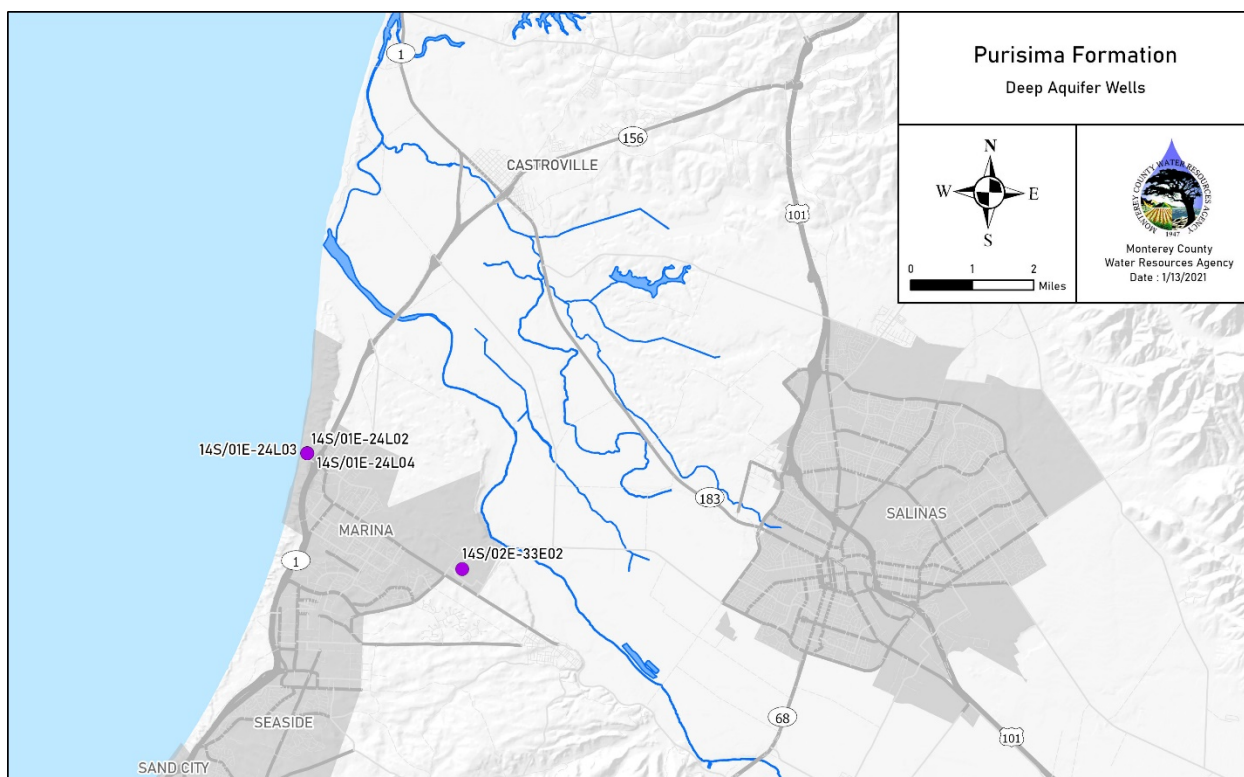 Purisima Formation
Deep Aquifer Wells
N
W
E
S
0 1 2
Miles
MONTEREY COUNTY WATER RESOURCES AGENCY
1947
Monterey County
Water Resources Agency
Date : 1/13/2021
1
156
CASTROVILLE
101
14S/01E-24L03
14S/01E-24L02
14S/01E-24L04
MARINA
183
SALINAS
14S/02E-33E02
1
SEASIDE
68
101
SAND CITY